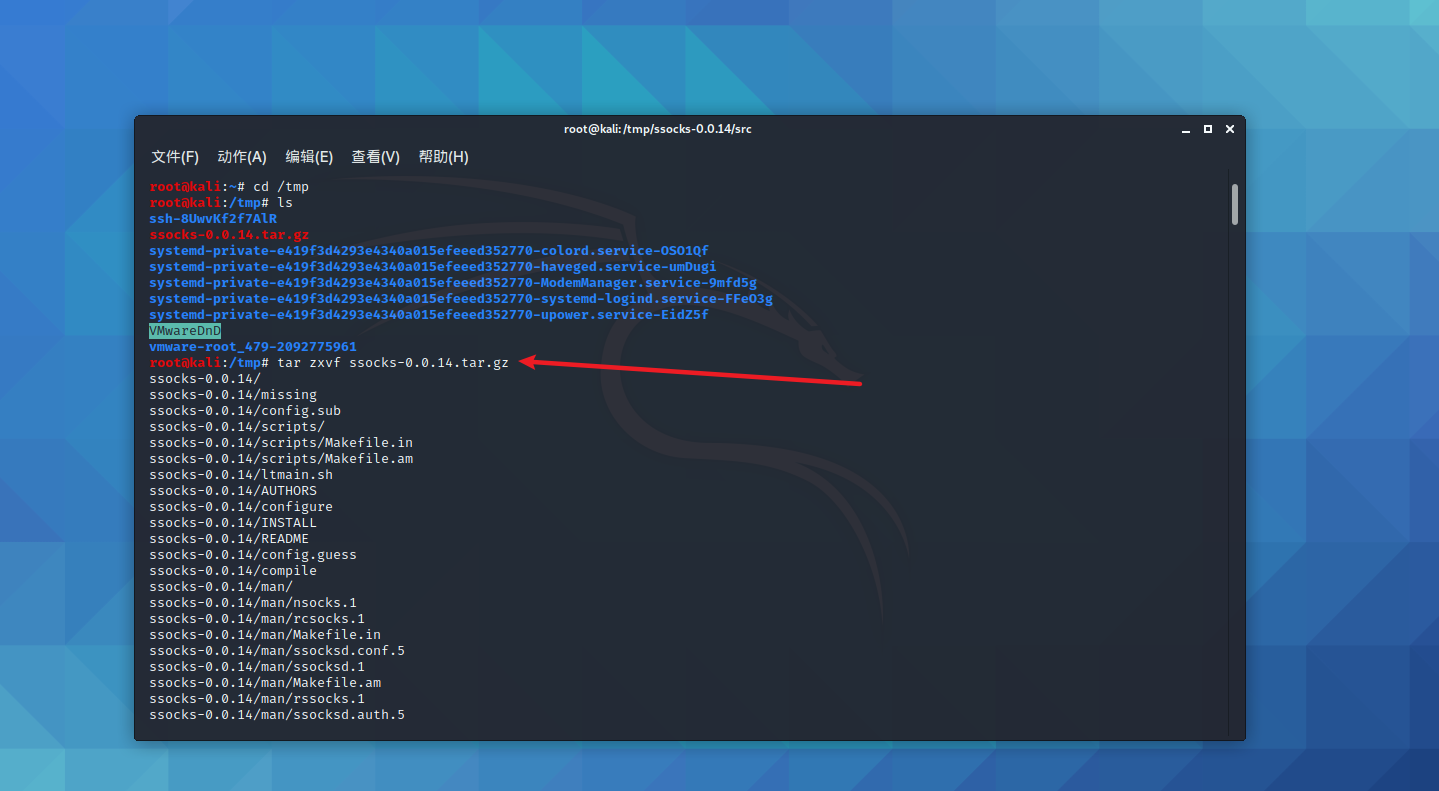 root@kali:/tmp/ssocks-0.0.14/src
文件(F) 动作(A) 编辑(E) 查看(V) 帮助(H)
root@kali:~# cd /tmp
root@kali:/tmp# ls
ssh-8UwvKf2f7AlR
ssocks-0.0.14.tar.gz
systemd-private-e419f3d4293e4340a015efeeed352770-colord.service-OSO1Qf
systemd-private-e419f3d4293e4340a015efeeed352770-haveged.service-umDugi
systemd-private-e419f3d4293e4340a015efeeed352770-ModemManager.service-9mfd5g
systemd-private-e419f3d4293e4340a015efeeed352770-systemd-logind.service-FFeO3g
systemd-private-e419f3d4293e4340a015efeeed352770-upower.service-EidZ5f
VMwareDnD
vmware-root_479-2092775961
root@kali:/tmp# tar zxvf ssocks-0.0.14.tar.gz
ssocks-0.0.14/
ssocks-0.0.14/missing
ssocks-0.0.14/config.sub
ssocks-0.0.14/scripts/
ssocks-0.0.14/scripts/Makefile.in
ssocks-0.0.14/scripts/Makefile.am
ssocks-0.0.14/ltmain.sh
ssocks-0.0.14/AUTHORS
ssocks-0.0.14/configure
ssocks-0.0.14/INSTALL
ssocks-0.0.14/README
ssocks-0.0.14/config.guess
ssocks-0.0.14/compile
ssocks-0.0.14/man/
ssocks-0.0.14/man/nsocks.1
ssocks-0.0.14/man/rcsocks.1
ssocks-0.0.14/man/Makefile.in
ssocks-0.0.14/man/ssocksd.conf.5
ssocks-0.0.14/man/ssocksd.1
ssocks-0.0.14/man/Makefile.am
ssocks-0.0.14/man/rssocks.1
ssocks-0.0.14/man/ssocksd.auth.5